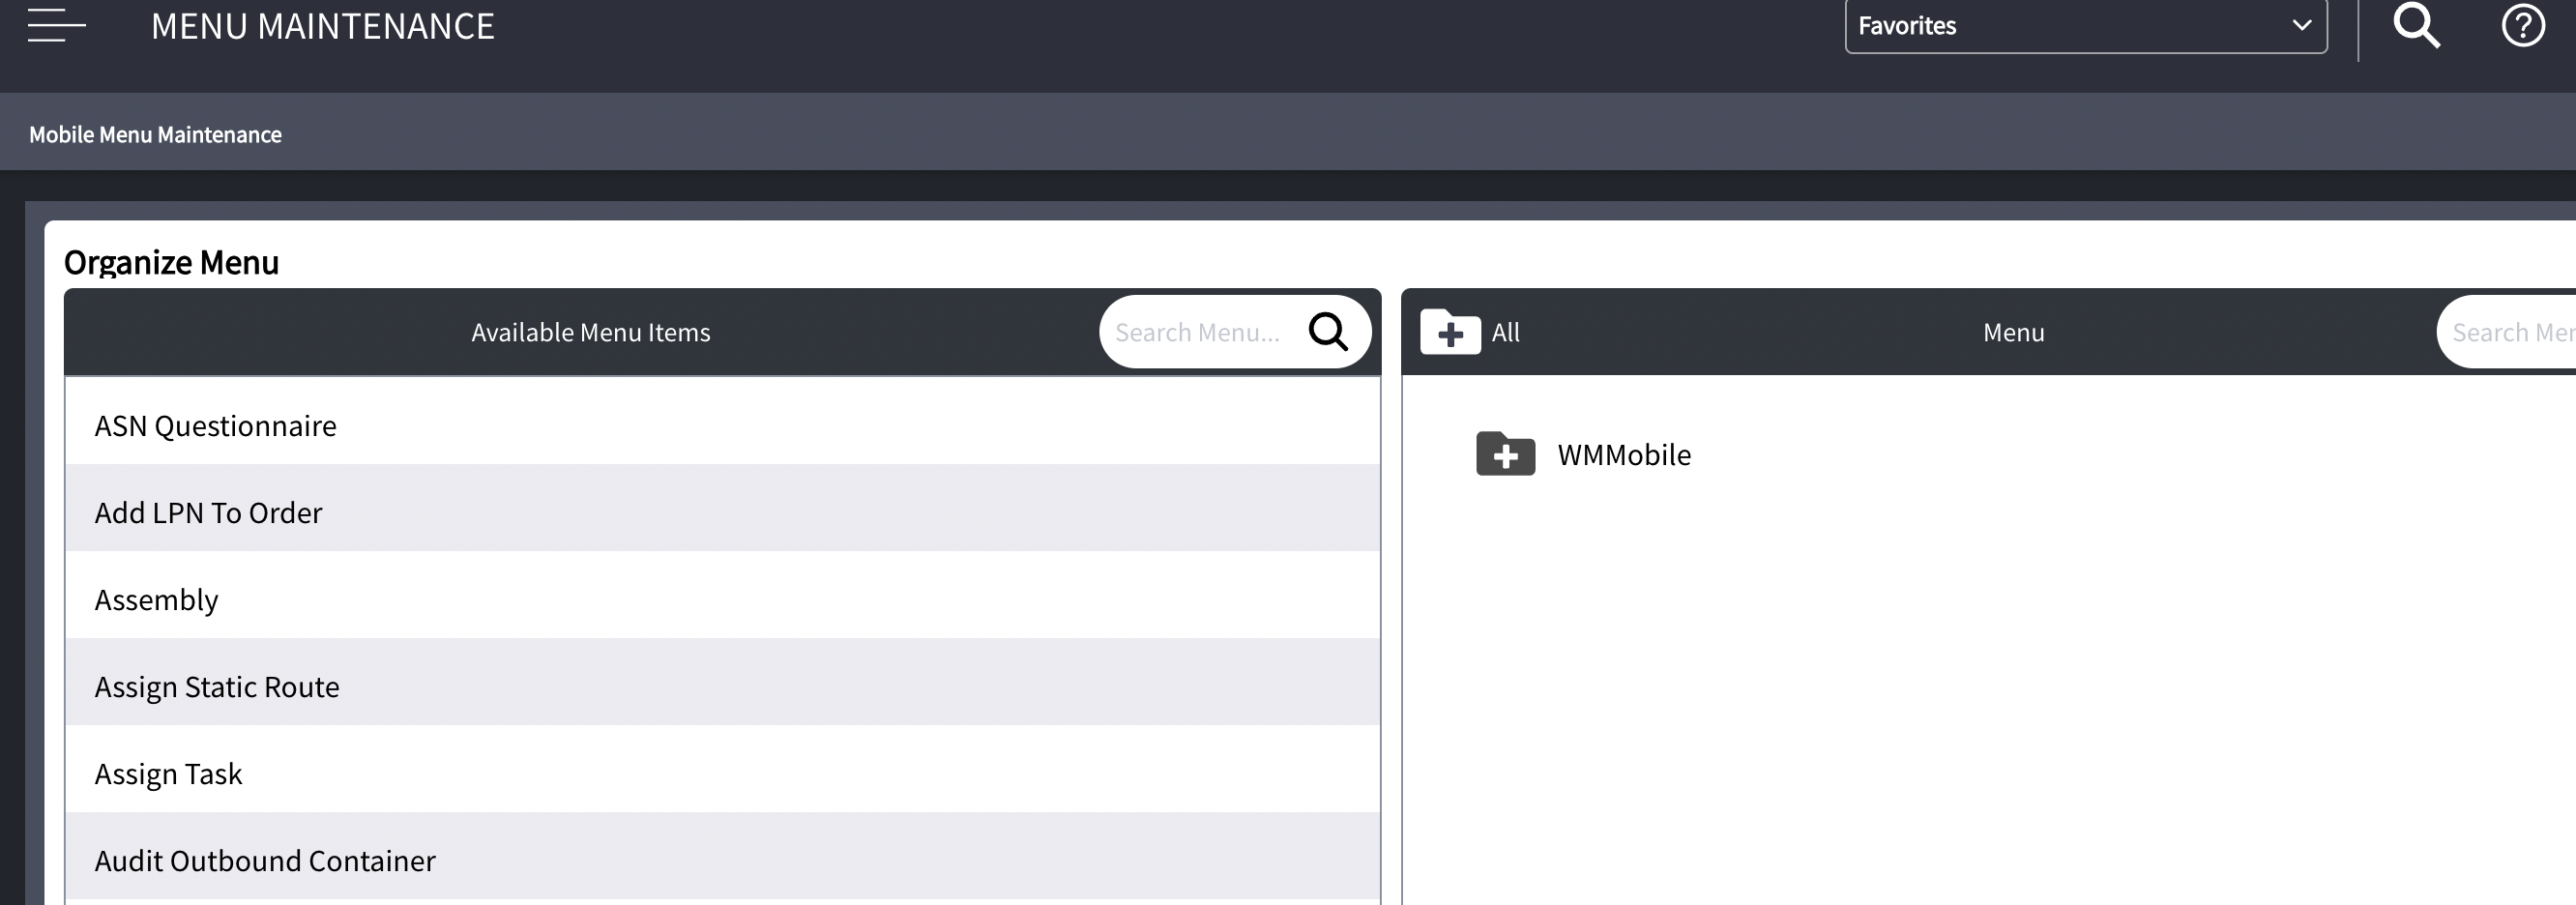 MENU MAINTENANCE
Favorites
Mobile Menu Maintenance
Organize Menu
Available Menu Items
Search Menu...
All
Menu
Search
ASN Questionnaire
Add LPN To Order
Assembly
Assign Static Route
Assign Task
Audit Outbound Container
WMMobile